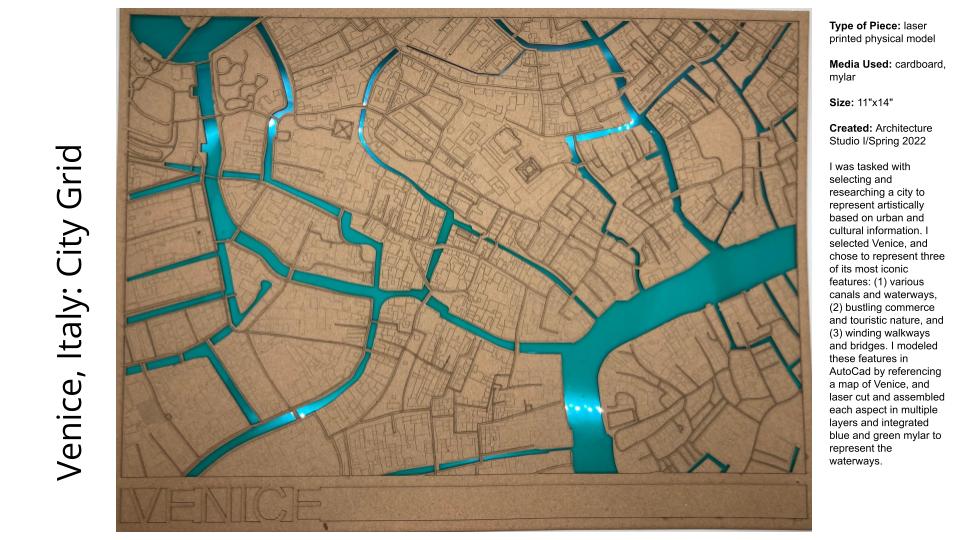 Venice, Italy: City Grid
Type of Piece: laser
printed physical model
Media Used: cardboard,
mylar
Size: 11"x14"
Created: Architecture
Studio I/Spring 2022
I was tasked with
selecting and
researching a city to
represent artistically
based on urban and
cultural information. I
selected Venice, and
chose to represent three
of its most iconic
features: (1) various
canals and waterways,
(2) bustling commerce
and touristic nature, and
(3) winding walkways
and bridges. I modeled
these features in
AutoCad by referencing
a map of Venice, and
laser cut and assembled
each aspect in multiple
layers and integrated
blue and green mylar to
represent the
waterways.
VENICE